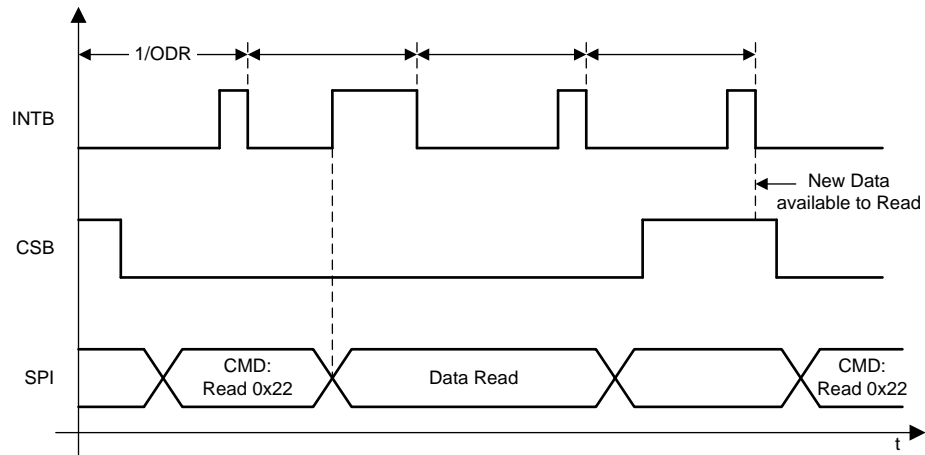 1/ODR
INTB
New Data
available to Read
CSB
SPI
CMD:
Read 0x22
Data Read
CMD:
Read 0x22
t